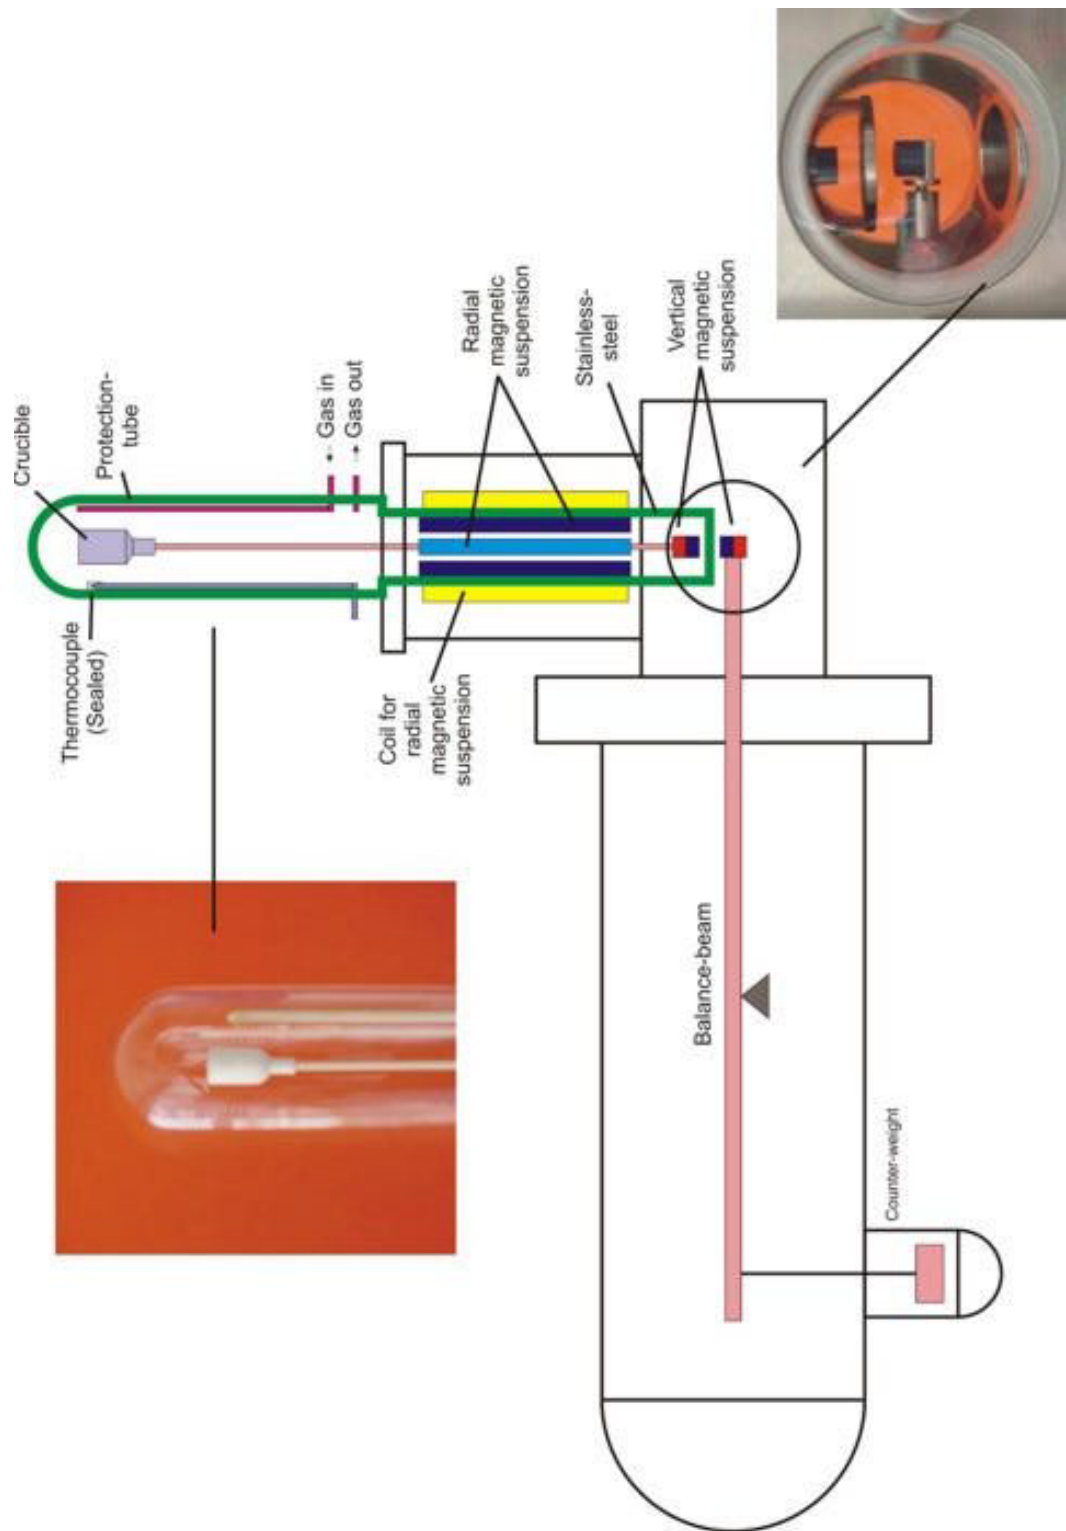 Crucible
Protection-
tube
Gas in
Gas out
Thermocouple
(Sealed)
Radial
magnetic
suspension
Coil for
radial
magnetic
suspension
Stainless-
steel
Vertical
magnetic
suspension
Balance-beam
Counter-weight